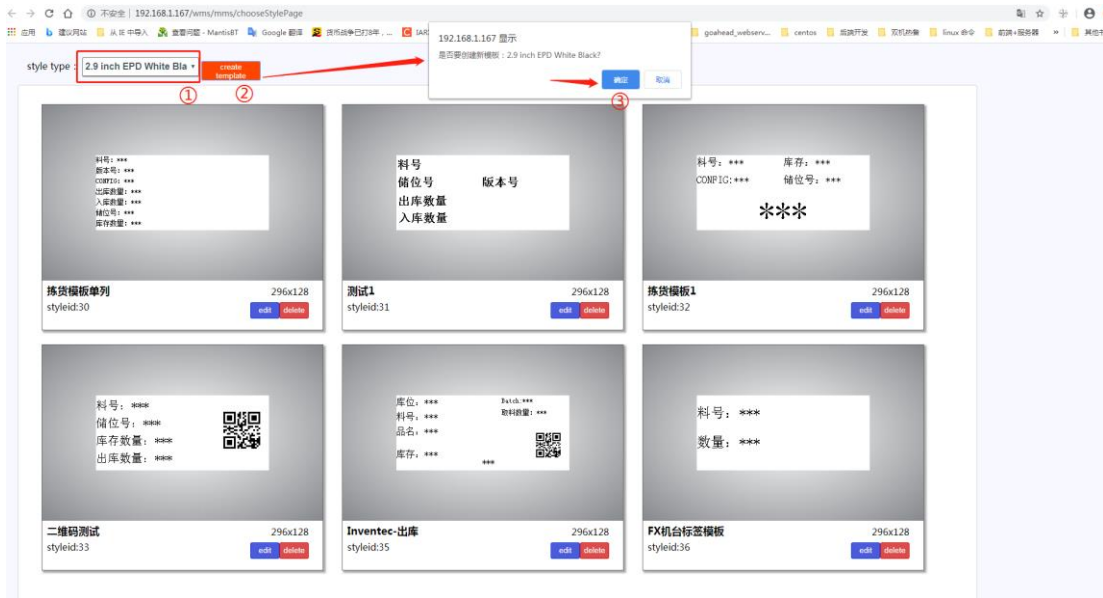 不安全 | 192.168.1.167/wms/mms/chooseStylePage
应用 建议网站 从 IE 中导入 查看问题 - MantisBT Google 翻译 货币战争已打3年，... IAR goahead_webserv... centos 后端开发 双机热备 linux 命令 前端+服务器 »
192.168.1.167 显示
是否要创建新模板：2.9 inch EPD White Black?
确定 取消
style type : 2.9 inch EPD White Bla
create template
① ② ③
料号：***
版本号：***
CONFIG：***
出库数量：***
入库数量：***
储位号：***
库存数量：***
拣货模板单列 296x128
styleid:30 edit delete
料号
储位号 版本号
出库数量
入库数量
测试1 296x128
styleid:31 edit delete
料号：*** 库存：***
CONFIG:*** 储位号：***
***
拣货模板1 296x128
styleid:32 edit delete
料号：***
储位号：***
库存数量：***
出库数量：***
二维码测试 296x128
styleid:33 edit delete
库位：*** Batch:***
料号：*** 取料数量：***
品名：***
库存：***
***
Inventec-出库 296x128
styleid:35 edit delete
料号：***
数量：***
FX机台标签模板 296x128
styleid:36 edit delete